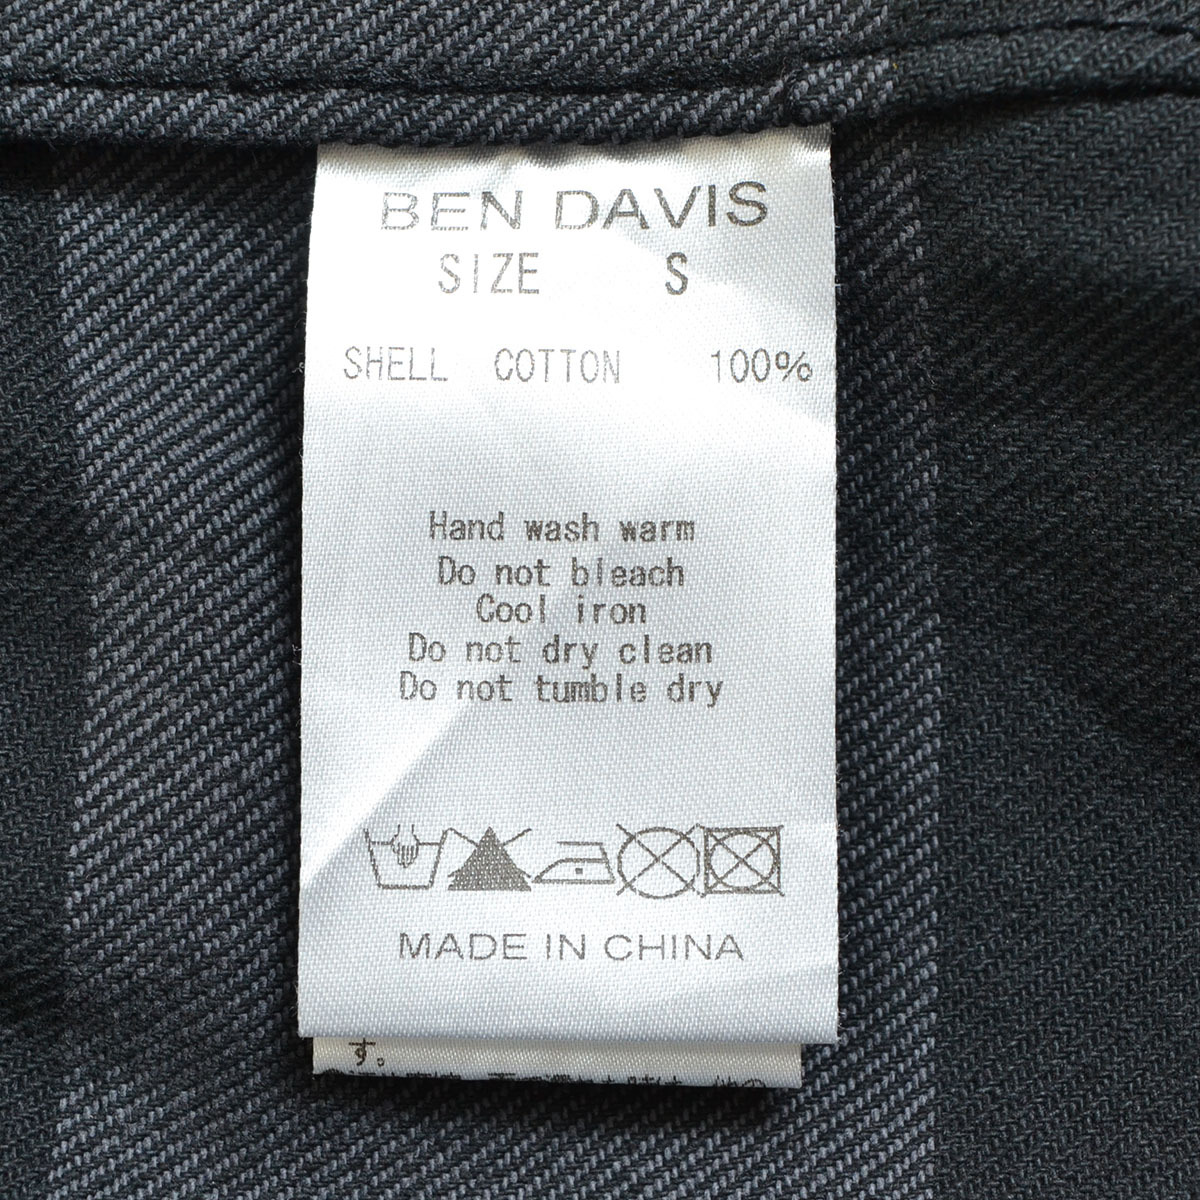 BEN DAVIS
SIZE S
SHELL COTTON 100%
Hand wash warm
Do not bleach
Cool iron
Do not dry clean
Do not tumble dry
MADE IN CHINA
す。